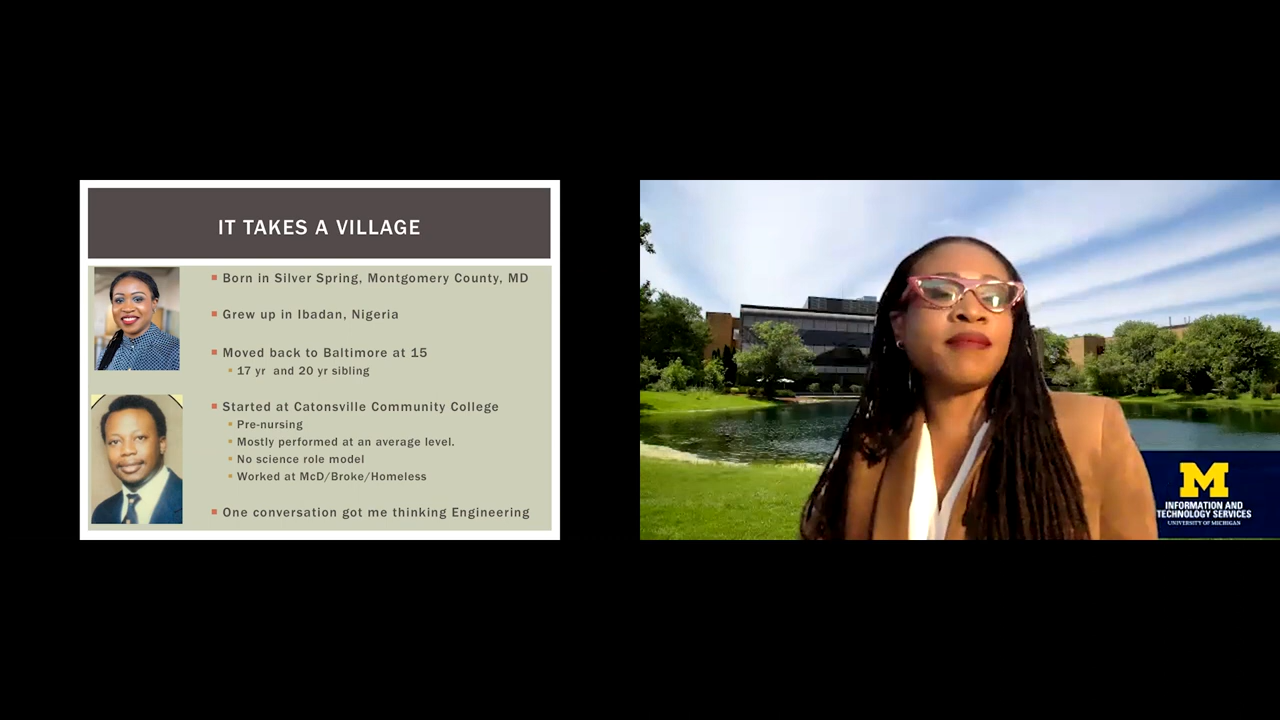 IT TAKES A VILLAGE
Born in Silver Spring, Montgomery County, MD
Grew up in Ibadan, Nigeria
Moved back to Baltimore at 15
17 yr and 20 yr sibling
Started at Catonsville Community College
Pre-nursing
Mostly performed at an average level.
No science role model
Worked at McD/Broke/Homeless
One conversation got me thinking Engineering
M
INFORMATION AND
TECHNOLOGY SERVICES
UNIVERSITY OF MICHIGAN